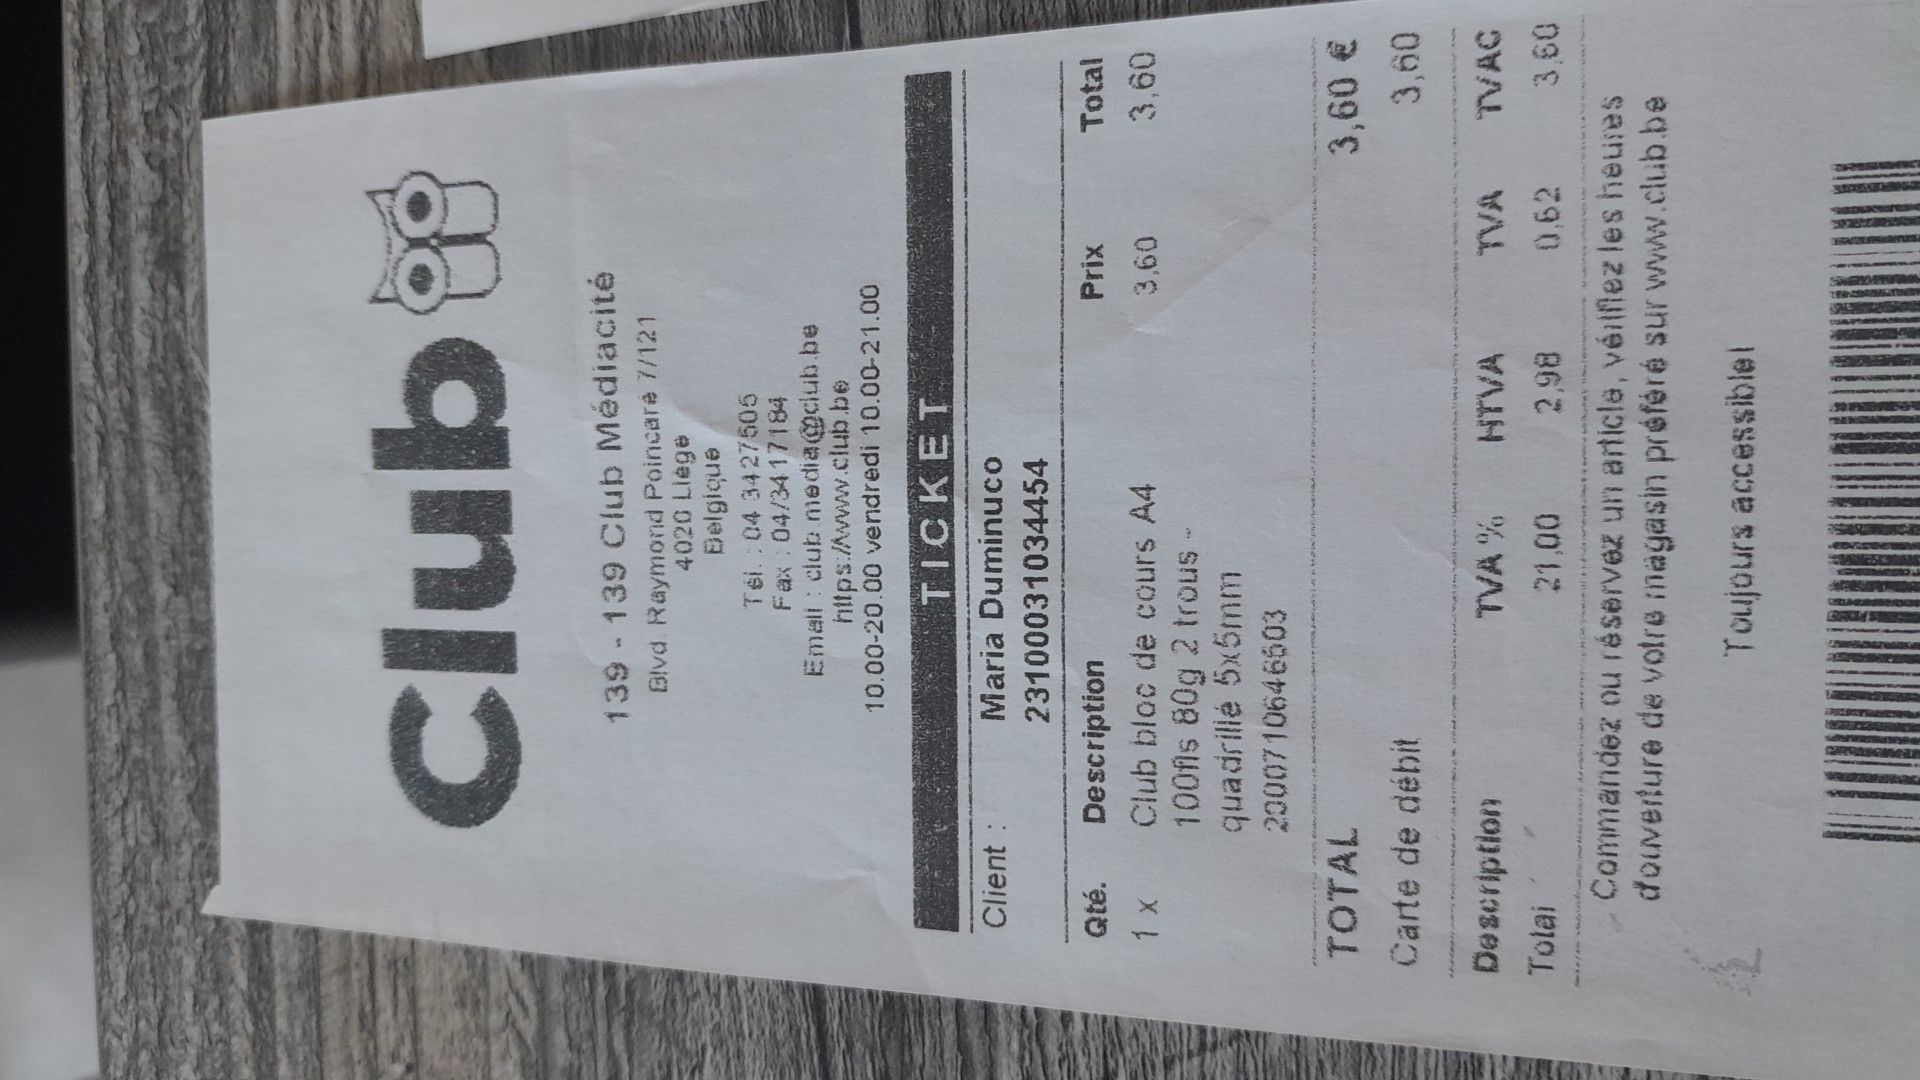 Club
139 - 139 Club Médiacité
Blvd. Raymond Poincaré 7/121
4020 Liège
Belgique
Tél. : 04 3427505
Fax : 04/3417184
Email : club.media@club.be
https://www.club.be
10.00-20.00 vendredi 10.00-21.00
TICKET
Client : Maria Duminuco
23100031034454
Qté. Description Prix Total
1 x Club bloc de cours A4 3,60 3,60
100fls 80g 2 trous -
quadrillé 5x5mm
TOTAL 3,60 €
Carte de débit 3,60
Description TVA % HTVA TVA TVAC
Total 21,00 2,98 0,62 3,60
Commandez ou réservez un article, vérifiez les heures
d'ouverture de votre magasin préféré sur www.club.be
Toujours accessible!